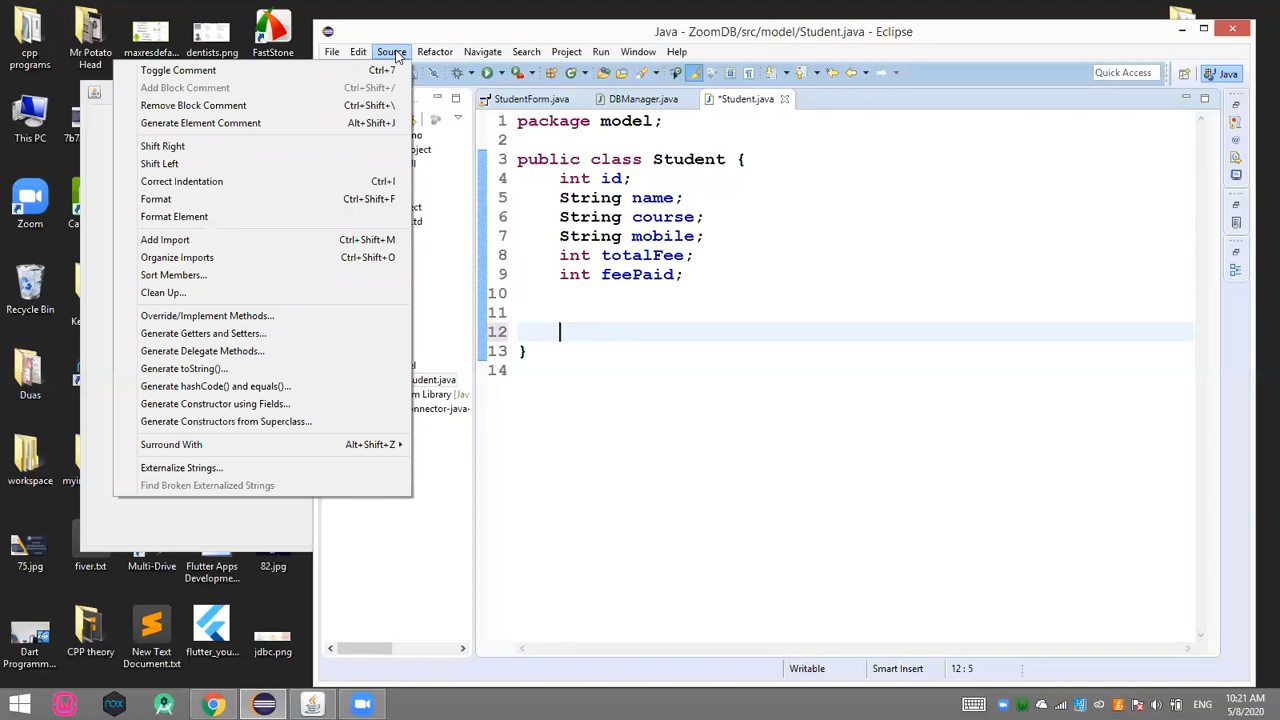 cpp programs
Mr Potato Head
maxresdefa...
dentists.png
FastStone
This PC
Zoom
Recycle Bin
Duas
workspace
75.jpg
fiver.txt
Multi-Drive
Flutter Apps Developme...
82.jpg
Dart Programm...
CPP theory
New Text Document.txt
flutter_you...
jdbc.png
Java - ZoomDB/src/model/Student.java - Eclipse
File Edit Source Refactor Navigate Search Project Run Window Help
Quick Access
Java
StudentForm.java
DBManager.java
*Student.java
Toggle Comment Ctrl+7
Add Block Comment Ctrl+Shift+/
Remove Block Comment Ctrl+Shift+\
Generate Element Comment Alt+Shift+J
Shift Right
Shift Left
Correct Indentation Ctrl+I
Format Ctrl+Shift+F
Format Element
Add Import Ctrl+Shift+M
Organize Imports Ctrl+Shift+O
Sort Members...
Clean Up...
Override/Implement Methods...
Generate Getters and Setters...
Generate Delegate Methods...
Generate toString()...
Generate hashCode() and equals()...
Generate Constructor using Fields...
Generate Constructors from Superclass...
Surround With Alt+Shift+Z
Externalize Strings...
Find Broken Externalized Strings
udent.java
m Library [Jav
onnector-java-
1 package model;
2
3 public class Student {
4 int id;
5 String name;
6 String course;
7 String mobile;
8 int totalFee;
9 int feePaid;
10
11
12
13 }
14
Writable
Smart Insert
12 : 5
ENG
10:21 AM
5/8/2020